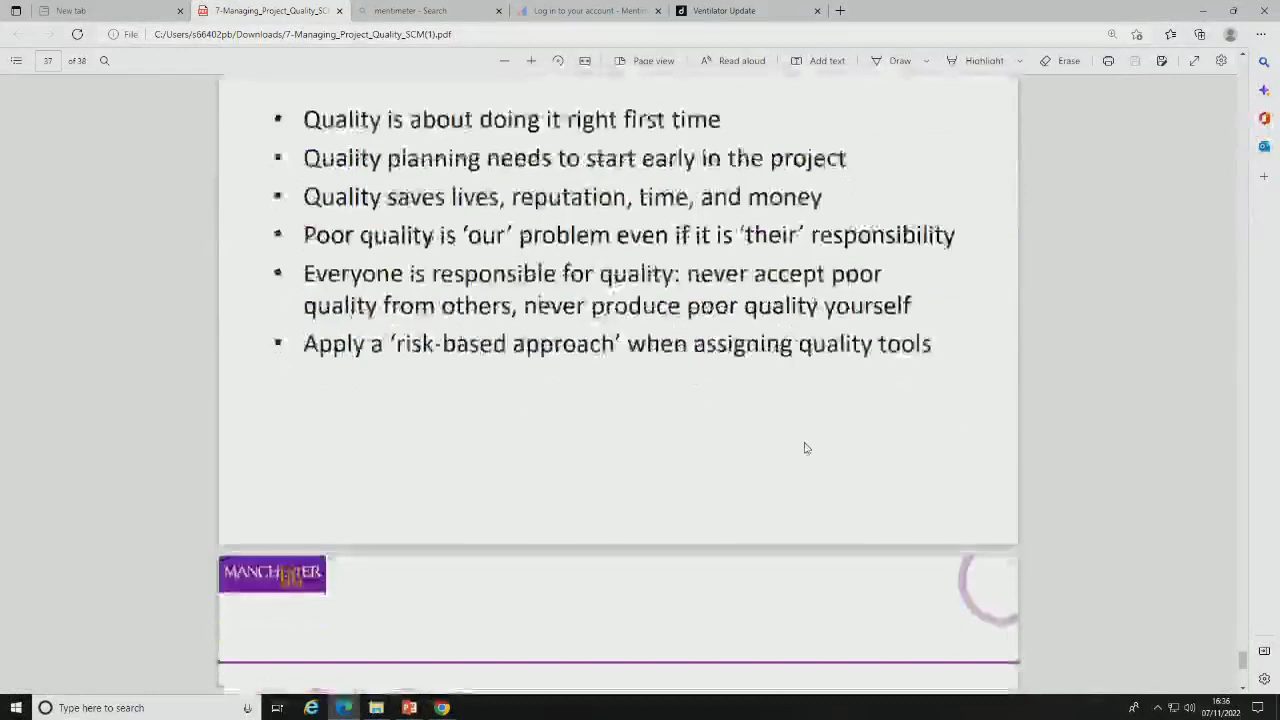 New tab
7-Managing_Project_Quality_SC
mentimeter - Search
Log in to your account - Mentim
Ventilator Update
File
C:/Users/s66402pb/Downloads/7-Managing_Project_Quality_SCM(1).pdf
37 of 38
Page view
Read aloud
Add text
Draw
Highlight
Erase
• Quality is about doing it right first time
• Quality planning needs to start early in the project
• Quality saves lives, reputation, time, and money
• Poor quality is ‘our’ problem even if it is ‘their’ responsibility
• Everyone is responsible for quality: never accept poor
quality from others, never produce poor quality yourself
• Apply a ‘risk-based approach’ when assigning quality tools
MANCHESTER
Type here to search
16:36
07/11/2022